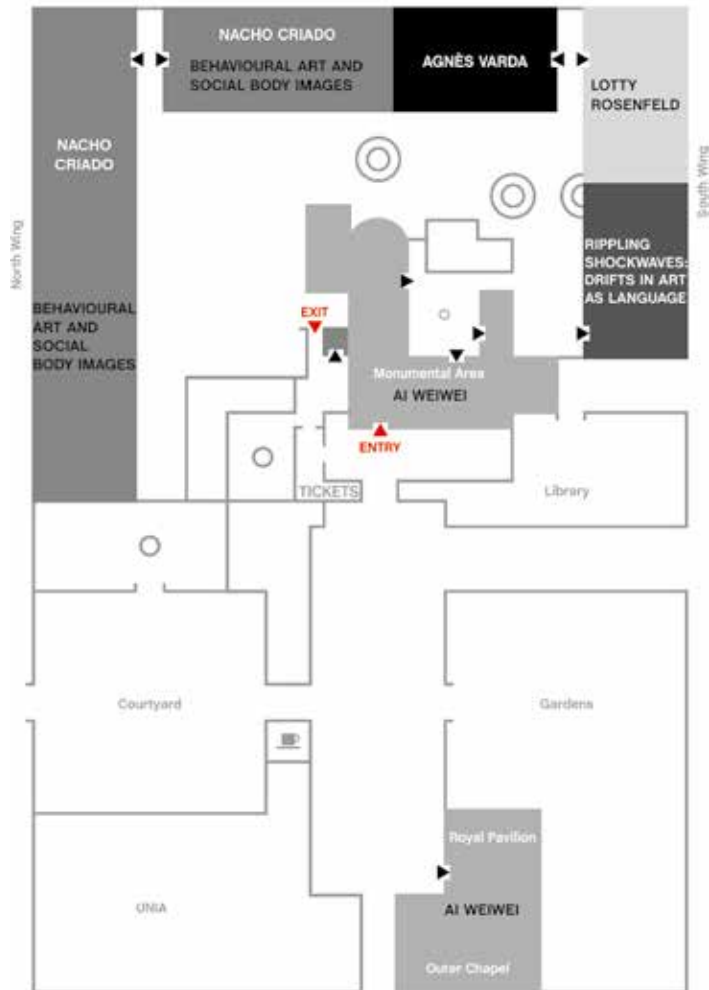 NACHO CRIADO
BEHAVIOURAL ART AND
SOCIAL BODY IMAGES
AGNÈS VARDA
LOTTY
ROSENFELD
NACHO
CRIADO
North Wing
South Wing
RIPPLING
SHOCKWAVES:
DRIFTS IN ART
AS LANGUAGE
BEHAVIOURAL
ART AND
SOCIAL
BODY IMAGES
EXIT
Monumental Area
AI WEIWEI
ENTRY
TICKETS
Library
Courtyard
Gardens
Royal Pavilion
UNIA
AI WEIWEI
Outer Chapel